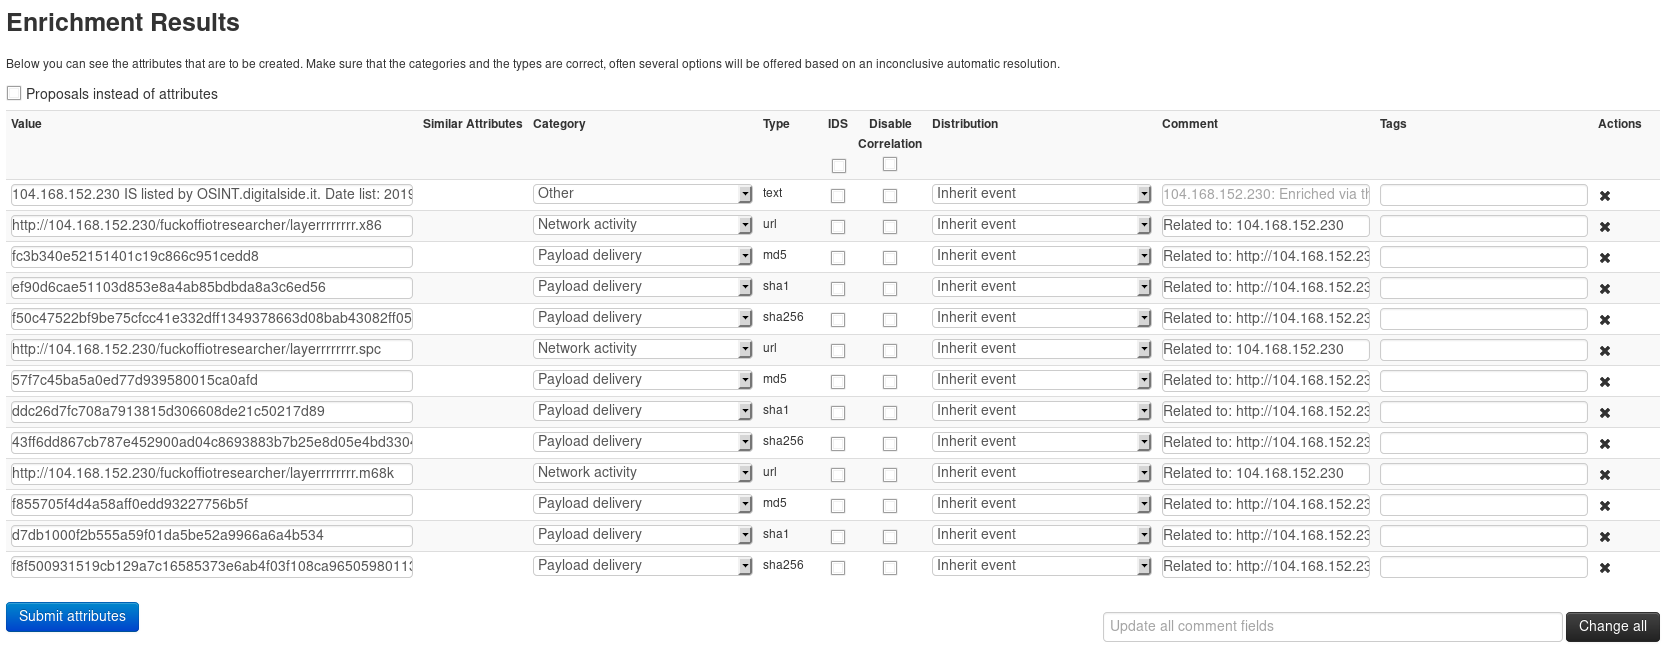 Enrichment Results
Below you can see the attributes that are to be created. Make sure that the categories and the types are correct, often several options will be offered based on an inconclusive automatic resolution.
Proposals instead of attributes
Value Similar Attributes Category Type IDS Disable Correlation Distribution Comment Tags Actions
104.168.152.230 IS listed by OSINT.digitalside.it. Date list: 2019 Other text Inherit event 104.168.152.230: Enriched via th
http://104.168.152.230/fuckoffiotresearcher/layerrrrrrrr.x86 Network activity url Inherit event Related to: 104.168.152.230
fc3b340e52151401c19c866c951cedd8 Payload delivery md5 Inherit event Related to: http://104.168.152.23
ef90d6cae51103d853e8a4ab85bdbda8a3c6ed56 Payload delivery sha1 Inherit event Related to: http://104.168.152.23
f50c47522bf9be75cfcc41e332dff1349378663d08bab43082ff05 Payload delivery sha256 Inherit event Related to: http://104.168.152.23
http://104.168.152.230/fuckoffiotresearcher/layerrrrrrrr.spc Network activity url Inherit event Related to: 104.168.152.230
57f7c45ba5a0ed77d939580015ca0afd Payload delivery md5 Inherit event Related to: http://104.168.152.23
ddc26d7fc708a7913815d306608de21c50217d89 Payload delivery sha1 Inherit event Related to: http://104.168.152.23
43ff6dd867cb787e452900ad04c8693883b7b25e8d05e4bd3304 Payload delivery sha256 Inherit event Related to: http://104.168.152.23
http://104.168.152.230/fuckoffiotresearcher/layerrrrrrrr.m68k Network activity url Inherit event Related to: 104.168.152.230
f855705f4d4a58aff0edd93227756b5f Payload delivery md5 Inherit event Related to: http://104.168.152.23
d7db1000f2b555a59f01da5be52a9966a6a4b534 Payload delivery sha1 Inherit event Related to: http://104.168.152.23
f8f500931519cb129a7c16585373e6ab4f03f108ca96505980113 Payload delivery sha256 Inherit event Related to: http://104.168.152.23
Submit attributes
Update all comment fields Change all